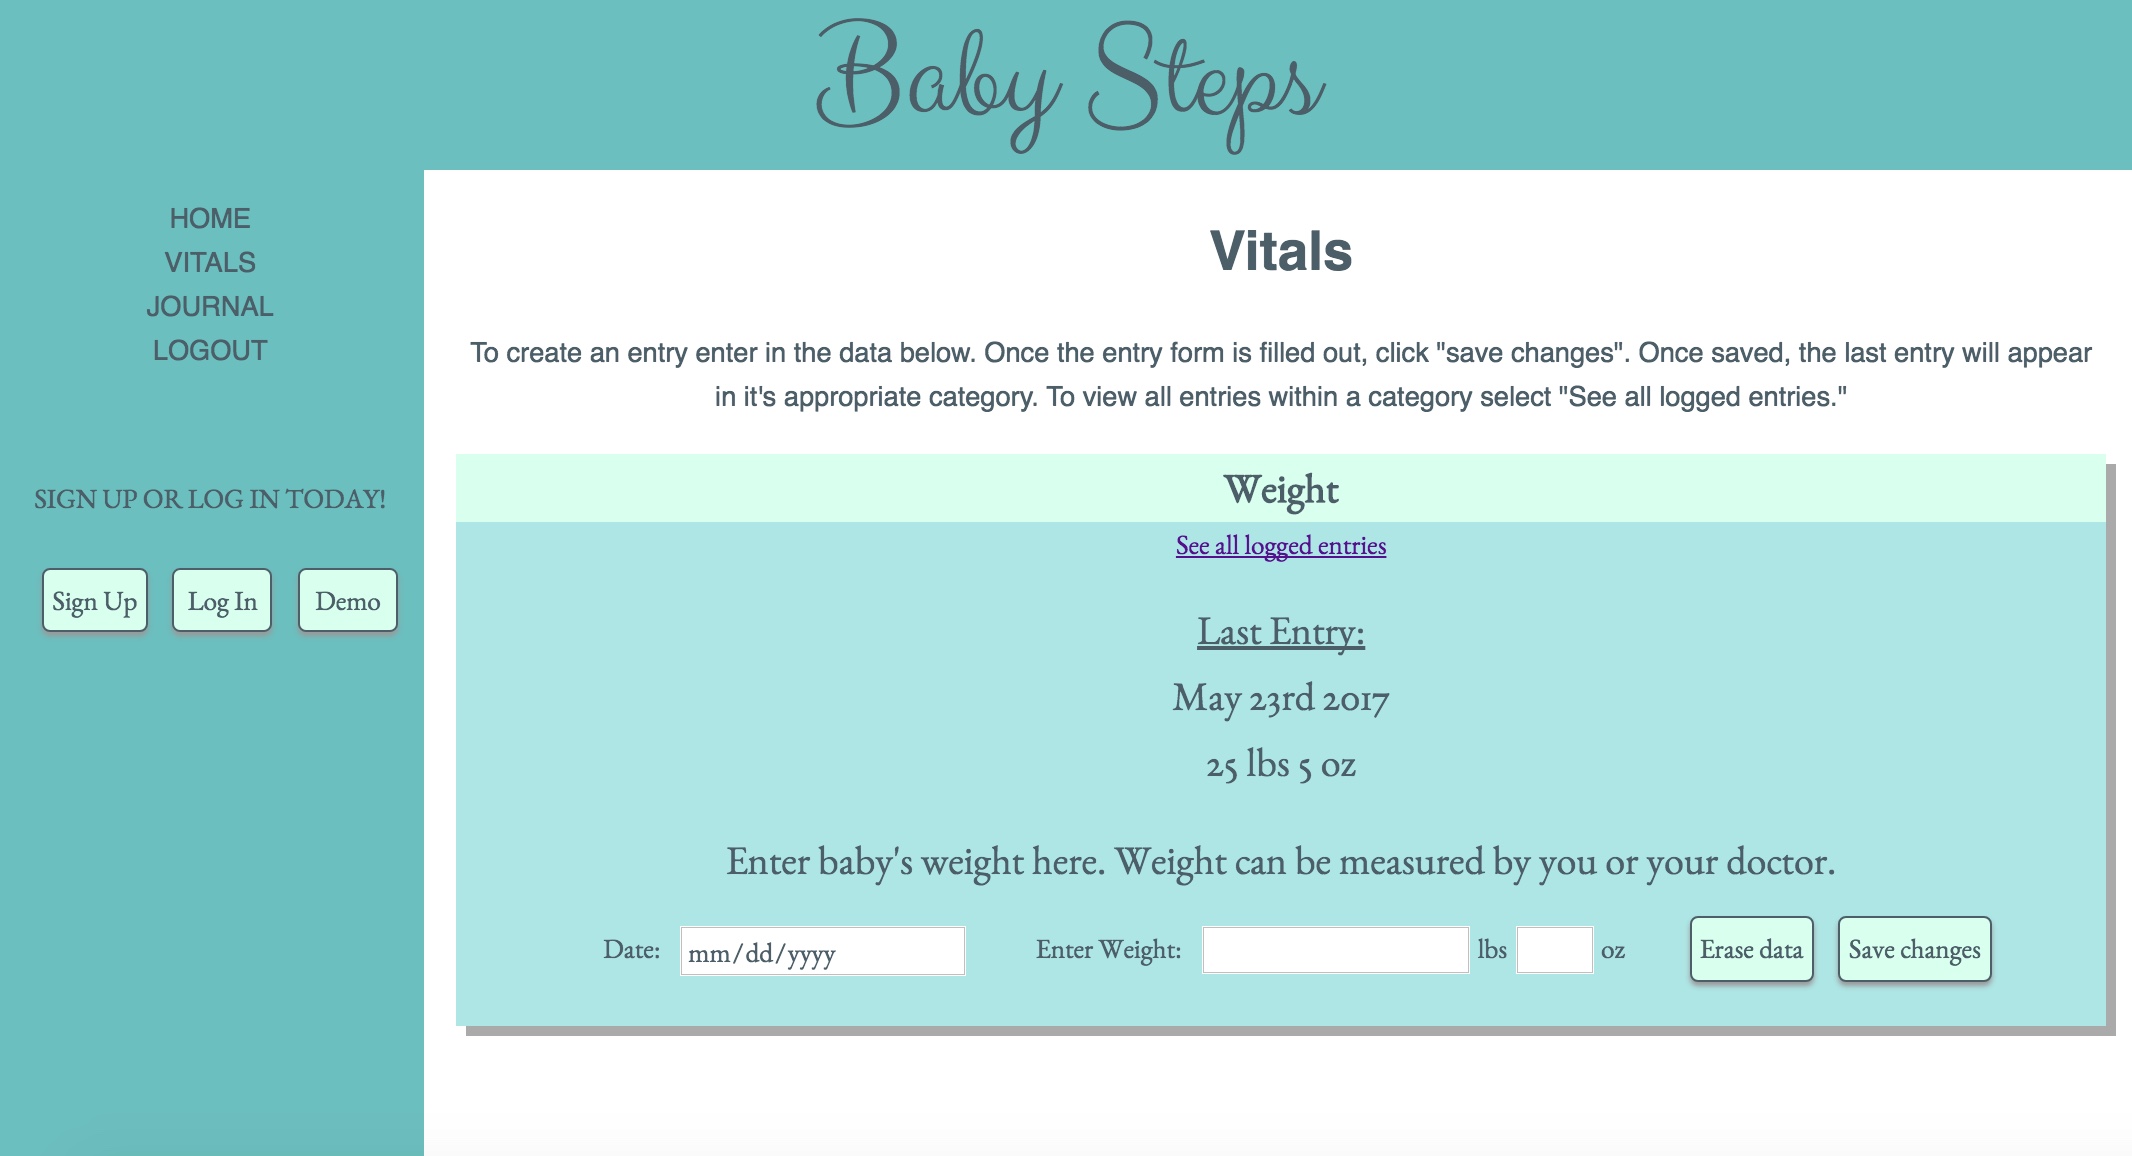 Baby Steps
HOME
VITALS
JOURNAL
LOGOUT
SIGN UP OR LOG IN TODAY!
Sign Up
Log In
Demo
Vitals
To create an entry enter in the data below. Once the entry form is filled out, click "save changes". Once saved, the last entry will appear
in it's appropriate category. To view all entries within a category select "See all logged entries."
Weight
See all logged entries
Last Entry:
May 23rd 2017
25 lbs 5 oz
Enter baby's weight here. Weight can be measured by you or your doctor.
Date: mm/dd/yyyy Enter Weight: lbs oz Erase data Save changes